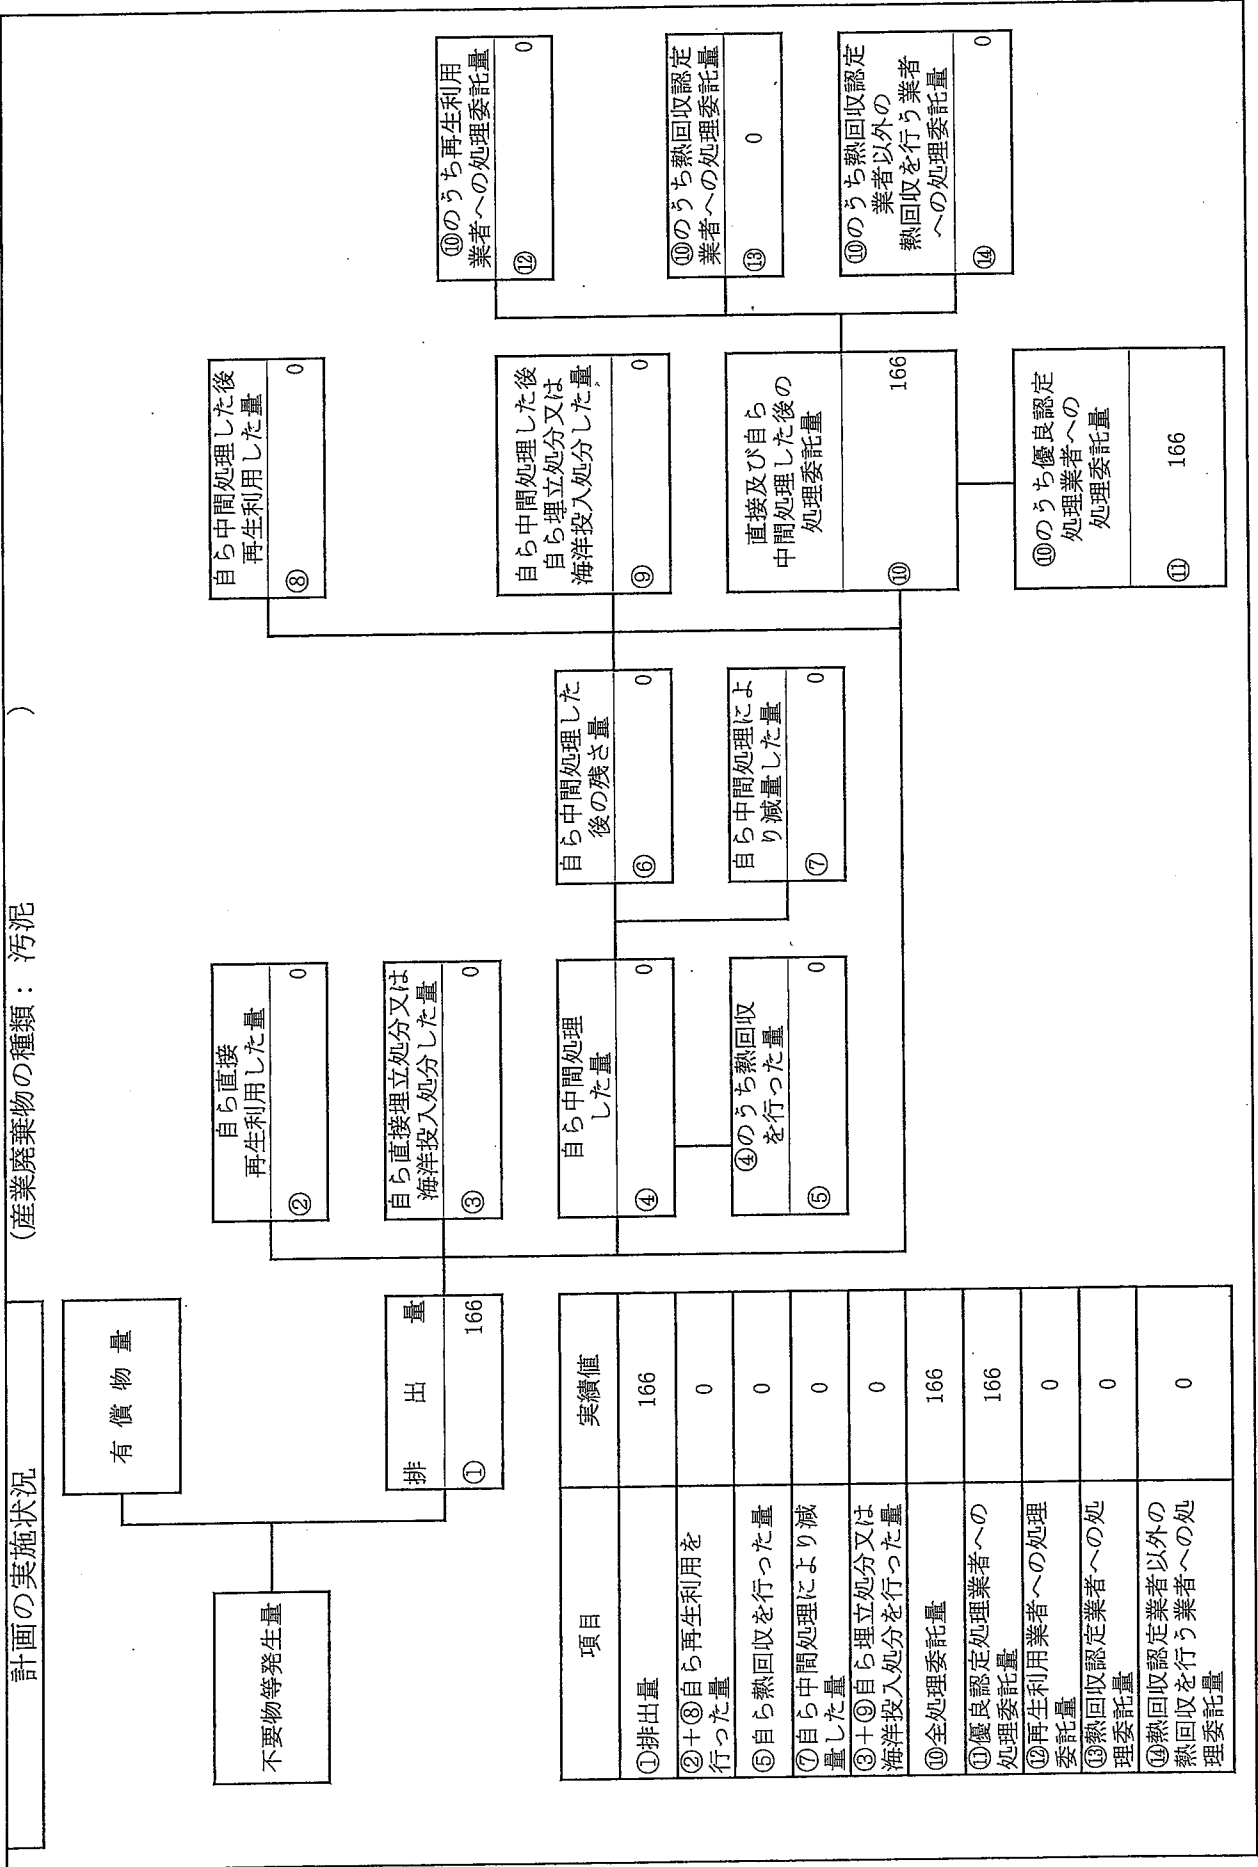 計画の実施状況
(産業廃棄物の種類： 汚泥 )
不要物等発生量
有 償 物 量
排 出 量
① 166
自ら直接
再生利用した量
② 0
自ら直接埋立処分又は
海洋投入処分した量
③ 0
自ら中間処理
した量
④ 0
④のうち熱回収
を行った量
⑤ 0
自ら中間処理した
後の残さ量
⑥ 0
自ら中間処理によ
り減量した量
⑦ 0
自ら中間処理した後
再生利用した量
⑧ 0
自ら中間処理した後
自ら埋立処分又は
海洋投入処分した量
⑨ 0
直接及び自ら
中間処理した後の
処理委託量
⑩ 166
⑩のうち優良認定
処理業者への
処理委託量
⑪ 166
⑩のうち再生利用
業者への処理委託量
⑫ 0
⑩のうち熱回収認定
業者への処理委託量
⑬ 0
⑩のうち熱回収認定
業者以外の
熱回収を行う業者
への処理委託量
⑭ 0
項目 実績値
①排出量 166
②＋⑧自ら再生利用を
行った量 0
⑤自ら熱回収を行った量 0
⑦自ら中間処理により減
量した量 0
③＋⑨自ら埋立処分又は
海洋投入処分を行った量 0
⑩全処理委託量 166
⑪優良認定処理業者への
処理委託量 166
⑫再生利用業者への処理
委託量 0
⑬熱回収認定業者への処
理委託量 0
⑭熱回収認定業者以外の
熱回収を行う業者への処
理委託量 0